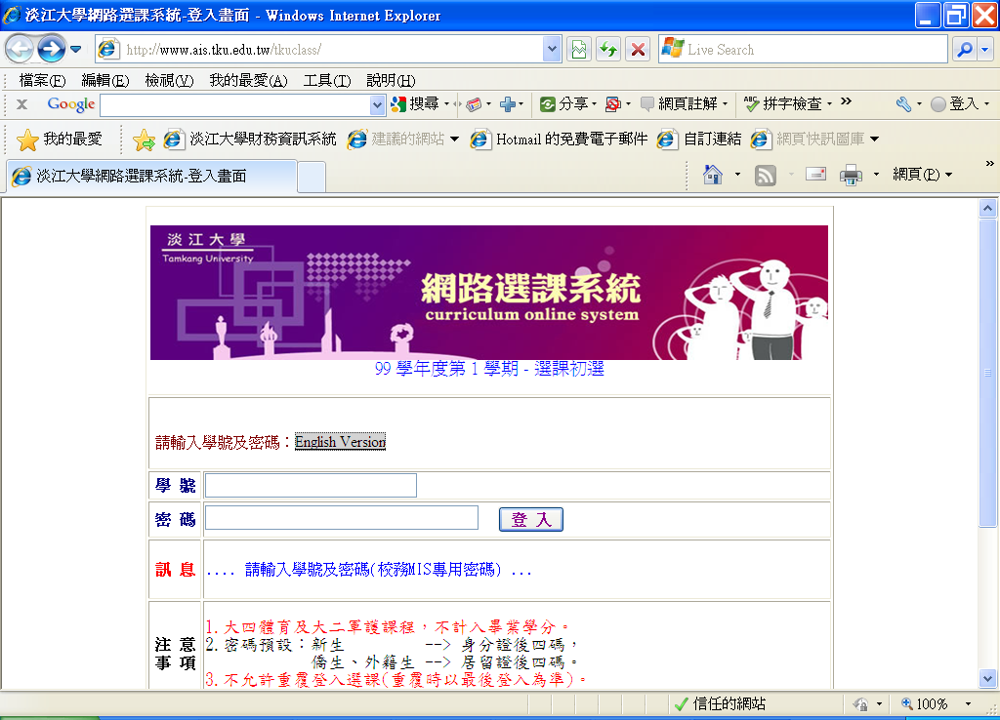 淡江大學網路選課系統-登入畫面 - Windows Internet Explorer
http://www.ais.tku.edu.tw/tkuclass/
Live Search
檔案(F) 編輯(E) 檢視(V) 我的最愛(A) 工具(T) 說明(H)
x Google 搜尋 分享 網頁註解 ABC 拼字檢查 » 登入
我的最愛 淡江大學財務資訊系統 建議的網站 Hotmail 的免費電子郵件 自訂連結 網頁快訊圖庫
淡江大學網路選課系統-登入畫面 網頁(P) »
淡江大學
Tamkang University
網路選課系統
curriculum online system
99 學年度第 1 學期 - 選課初選
請輸入學號及密碼：English Version
學 號
密 碼 登 入
訊 息 .... 請輸入學號及密碼(校務MIS專用密碼) ...
注 意 事 項
1.大四體育及大二軍護課程，不計入畢業學分。
2.密碼預設：新生 --> 身分證後四碼，
僑生、外籍生 --> 居留證後四碼。
3.不允許重覆登入選課(重覆時以最後登入為準)。
信任的網站 100%